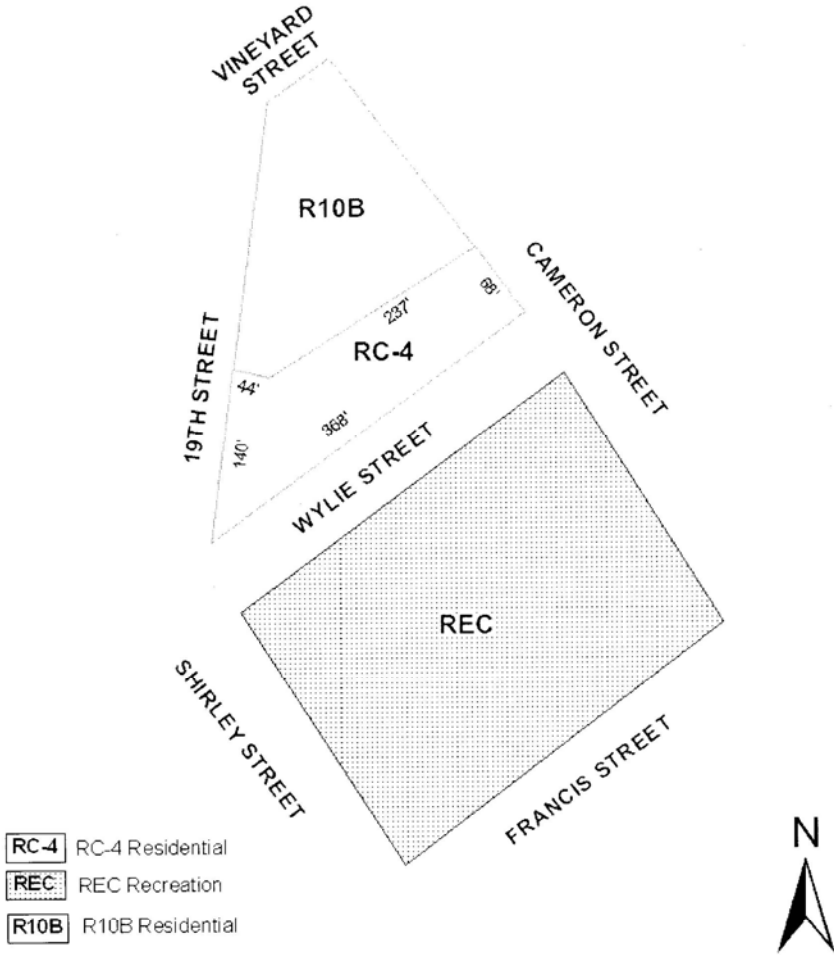 VINEYARD
STREET
R10B
CAMERON STREET
68'
237'
RC-4
19TH STREET
44'
140'
368'
WYLIE STREET
REC
SHIRLEY STREET
FRANCIS STREET
RC-4 RC-4 Residential
REC REC Recreation
R10B R10B Residential
N